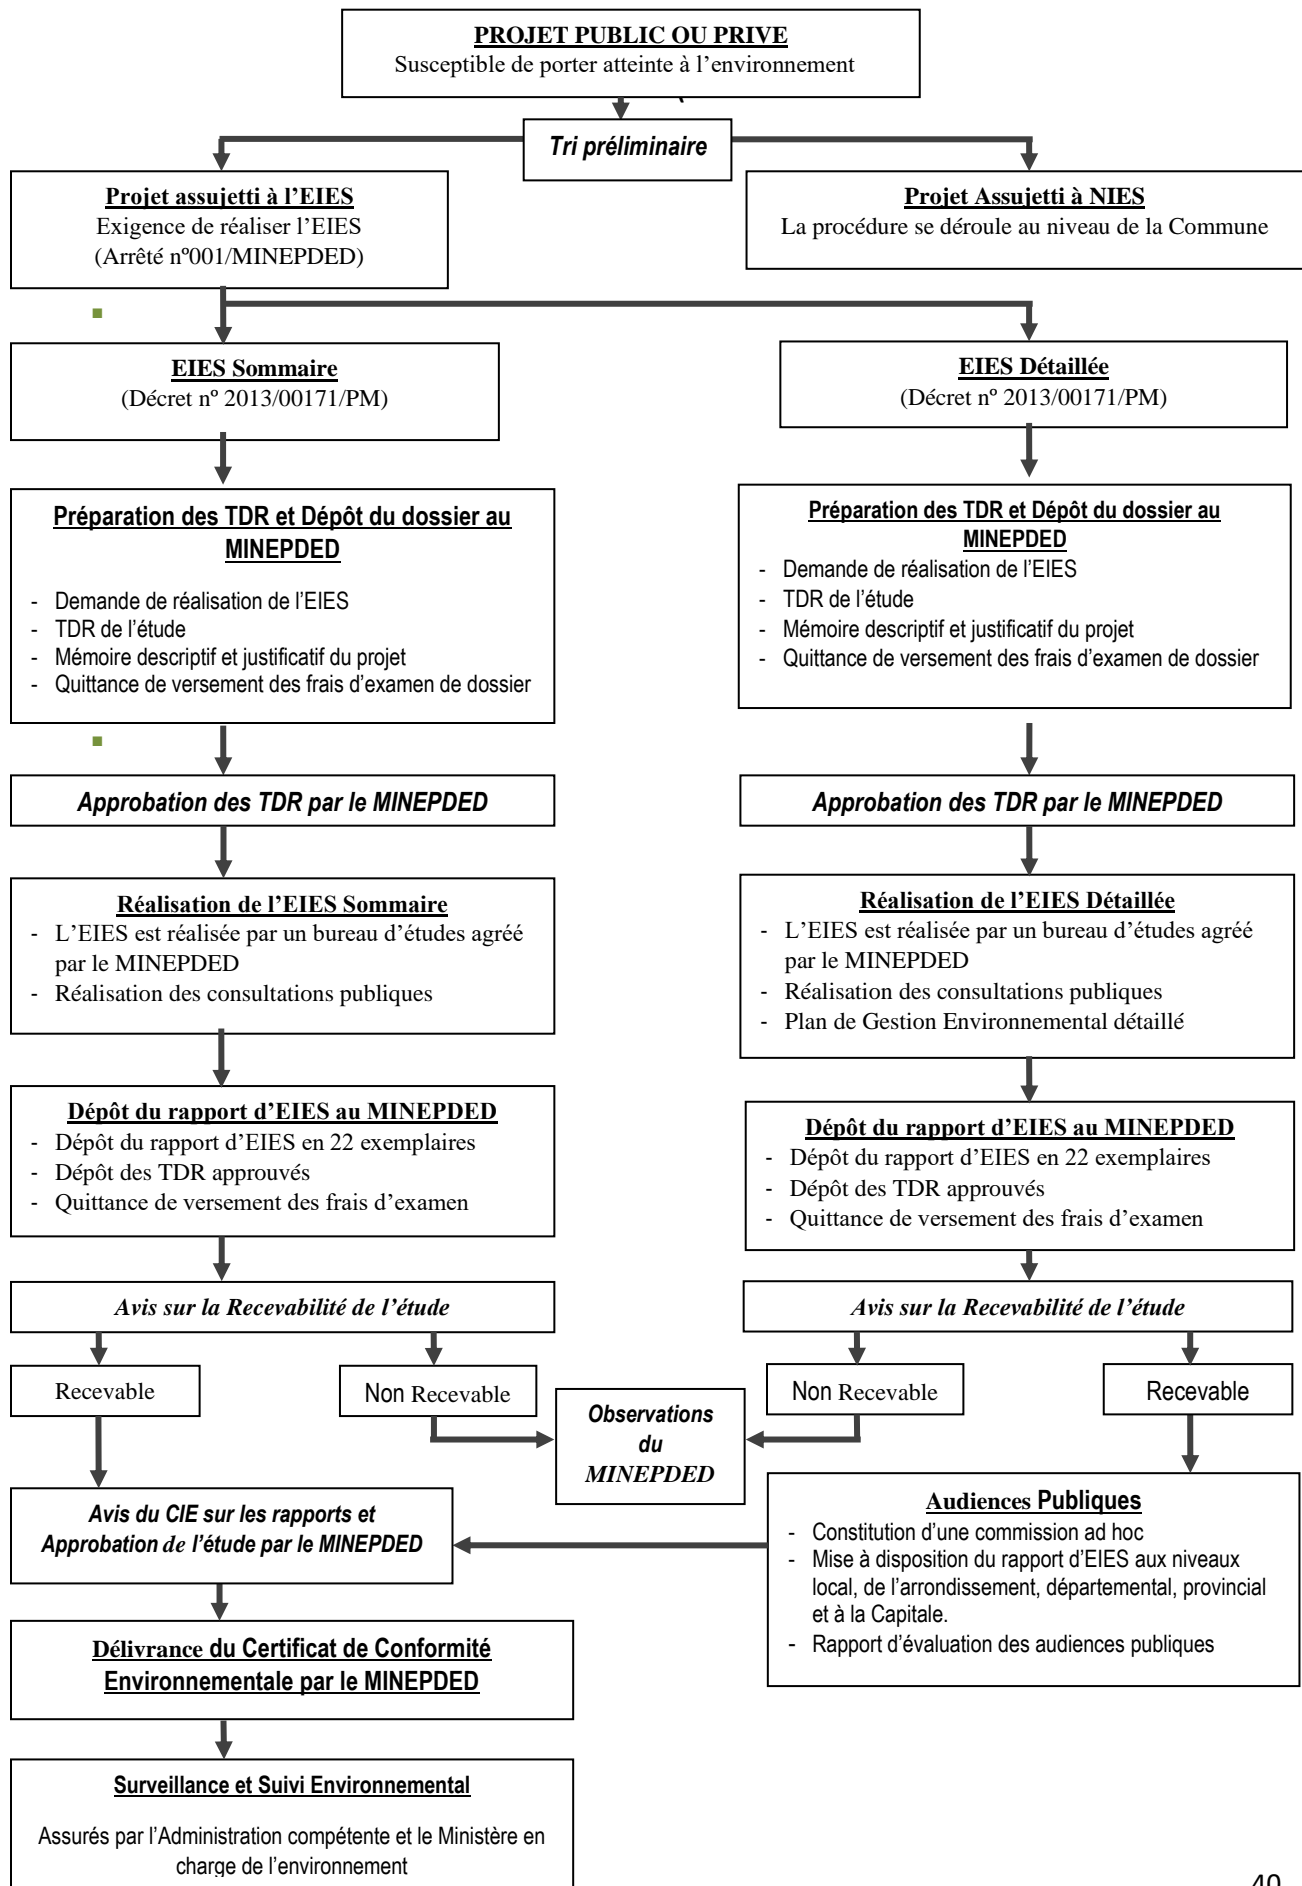 PROJET PUBLIC OU PRIVE
Susceptible de porter atteinte à l’environnement
Tri préliminaire
Projet assujetti à l’EIES
Exigence de réaliser l’EIES
(Arrêté nº001/MINEPDED)
Projet Assujetti à NIES
La procédure se déroule au niveau de la Commune
EIES Sommaire
(Décret nº 2013/00171/PM)
EIES Détaillée
(Décret nº 2013/00171/PM)
Préparation des TDR et Dépôt du dossier au
MINEPDED
- Demande de réalisation de l’EIES
- TDR de l’étude
- Mémoire descriptif et justificatif du projet
- Quittance de versement des frais d’examen de dossier
Préparation des TDR et Dépôt du dossier au
MINEPDED
- Demande de réalisation de l’EIES
- TDR de l’étude
- Mémoire descriptif et justificatif du projet
- Quittance de versement des frais d’examen de dossier
Approbation des TDR par le MINEPDED
Approbation des TDR par le MINEPDED
Réalisation de l’EIES Sommaire
- L’EIES est réalisée par un bureau d’études agréé
par le MINEPDED
- Réalisation des consultations publiques
Réalisation de l’EIES Détaillée
- L’EIES est réalisée par un bureau d’études agréé
par le MINEPDED
- Réalisation des consultations publiques
- Plan de Gestion Environnemental détaillé
Dépôt du rapport d’EIES au MINEPDED
- Dépôt du rapport d’EIES en 22 exemplaires
- Dépôt des TDR approuvés
- Quittance de versement des frais d’examen
Dépôt du rapport d’EIES au MINEPDED
- Dépôt du rapport d’EIES en 22 exemplaires
- Dépôt des TDR approuvés
- Quittance de versement des frais d’examen
Avis sur la Recevabilité de l’étude
Avis sur la Recevabilité de l’étude
Recevable
Non Recevable
Observations
du
MINEPDED
Non Recevable
Recevable
Avis du CIE sur les rapports et
Approbation de l’étude par le MINEPDED
Audiences Publiques
- Constitution d’une commission ad hoc
- Mise à disposition du rapport d’EIES aux niveaux
local, de l’arrondissement, départemental, provincial
et à la Capitale.
- Rapport d’évaluation des audiences publiques
Délivrance du Certificat de Conformité
Environnementale par le MINEPDED
Surveillance et Suivi Environnemental
Assurés par l’Administration compétente et le Ministère en
charge de l’environnement